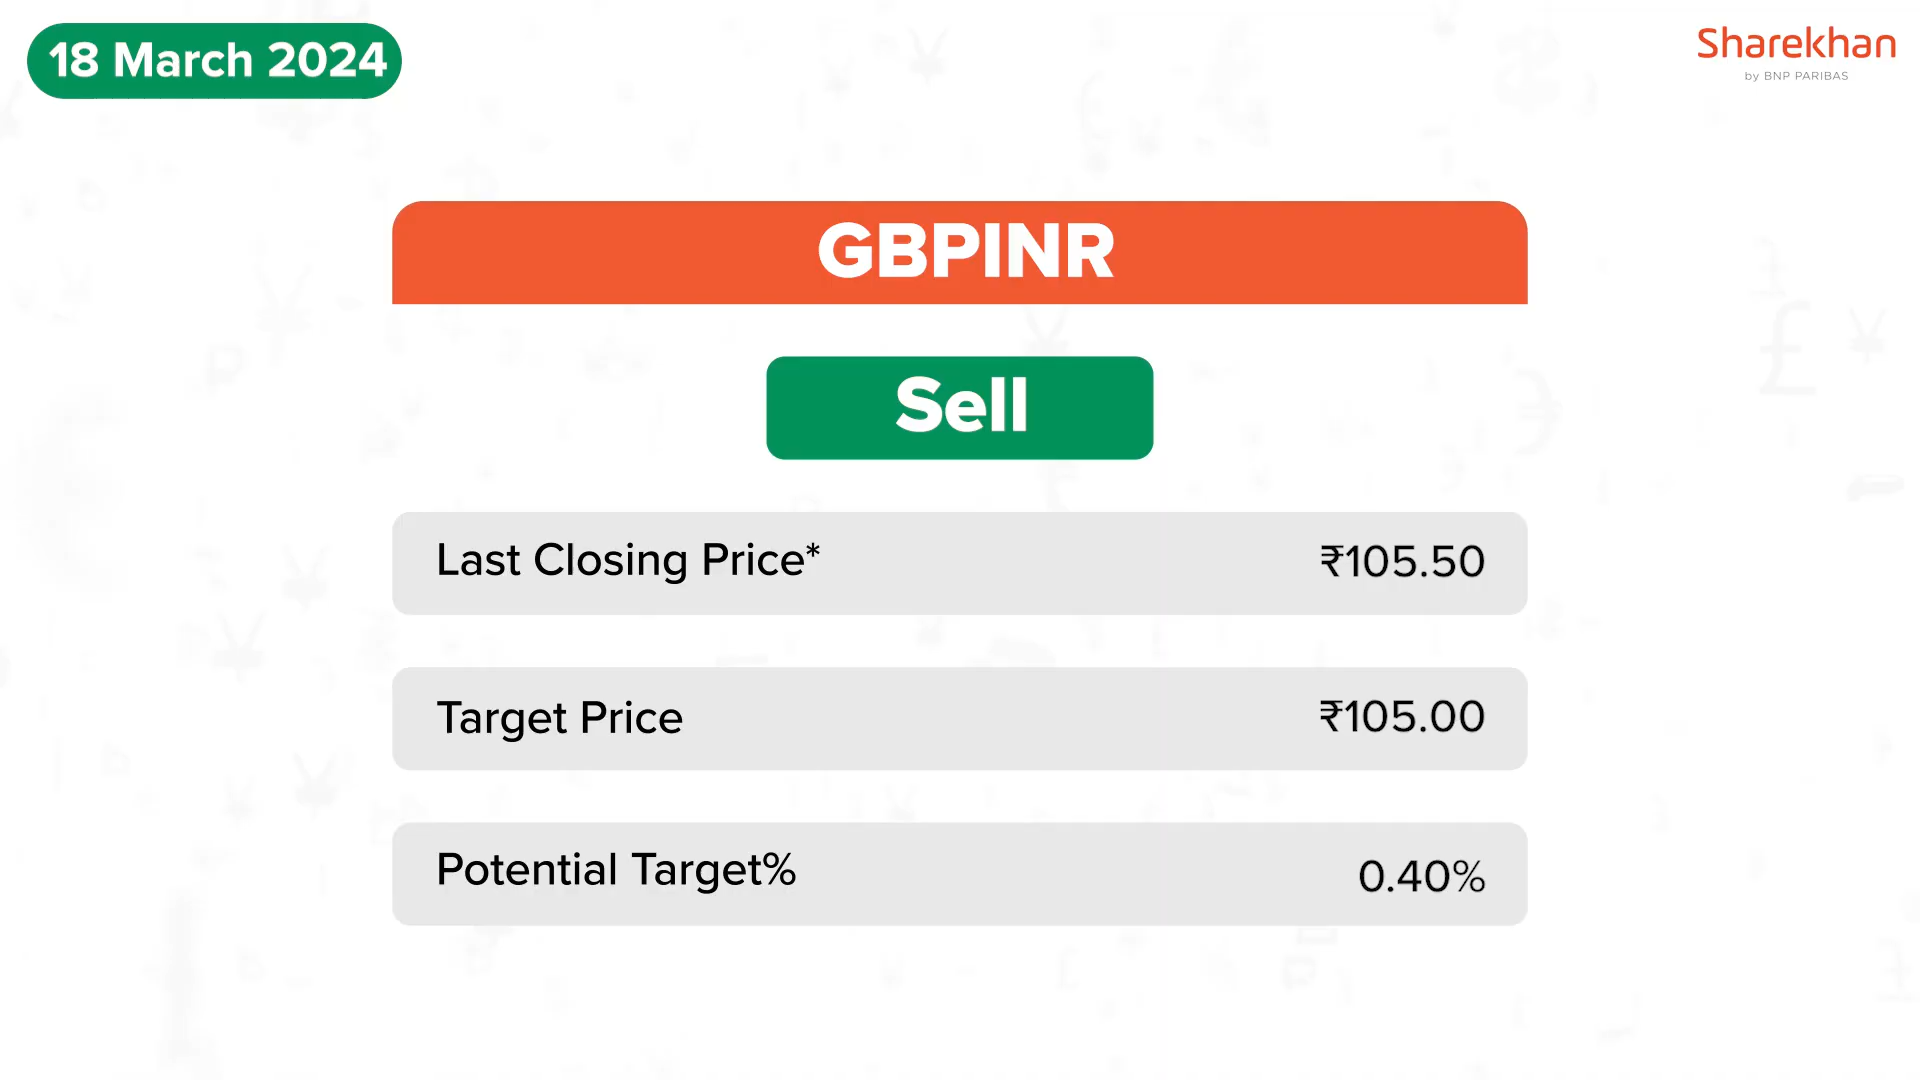 18 March 2024
Sharekhan
by BNP PARIBAS
GBPINR
Sell
Last Closing Price* ₹105.50
Target Price ₹105.00
Potential Target% 0.40%